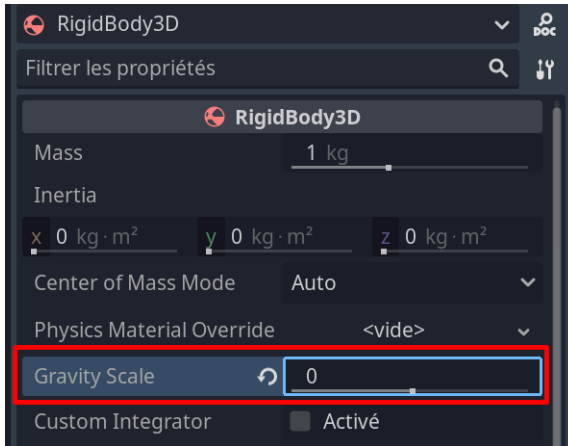 RigidBody3D
DOC
Filtrer les propriétés
RigidBody3D
Mass 1 kg
Inertia
x 0 kg·m² y 0 kg·m² z 0 kg·m²
Center of Mass Mode Auto
Physics Material Override <vide>
Gravity Scale 0
Custom Integrator Activé